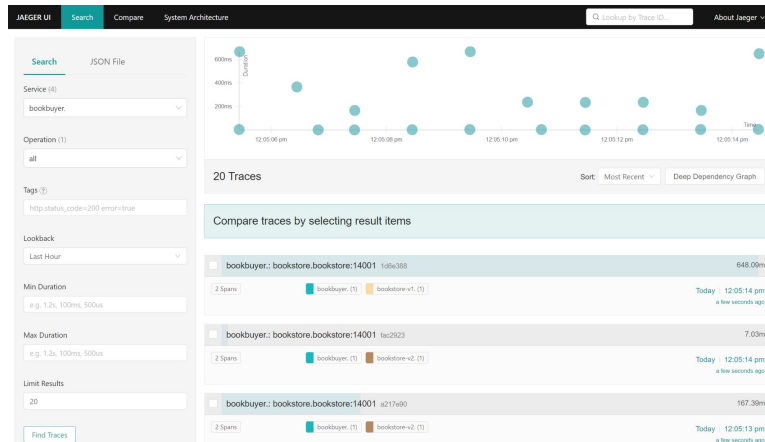 JAEGER UI Search Compare System Architecture Lookup by Trace ID... About Jaeger
Search JSON File
Service (4)
bookbuyer.
Operation (1)
all
Tags
http.status_code=200 error=true
Lookback
Last Hour
Min Duration
e.g. 1.2s, 100ms, 500us
Max Duration
e.g. 1.2s, 100ms, 500us
Limit Results
20
Find Traces
Duration
600ms
400ms
200ms
Time
12:05:06 pm 12:05:08 pm 12:05:10 pm 12:05:12 pm 12:05:14 pm
20 Traces Sort: Most Recent Deep Dependency Graph
Compare traces by selecting result items
bookbuyer.: bookstore.bookstore:14001 1d6e388 648.09m
2 Spans bookbuyer. (1) bookstore-v1. (1) Today 12:05:14 pm
a few seconds ago
bookbuyer.: bookstore.bookstore:14001 fac2923 7.03m
2 Spans bookbuyer. (1) bookstore-v2. (1) Today 12:05:14 pm
a few seconds ago
bookbuyer.: bookstore.bookstore:14001 a217e90 167.39m
2 Spans bookbuyer. (1) bookstore-v2. (1) Today 12:05:13 pm
a few seconds ago